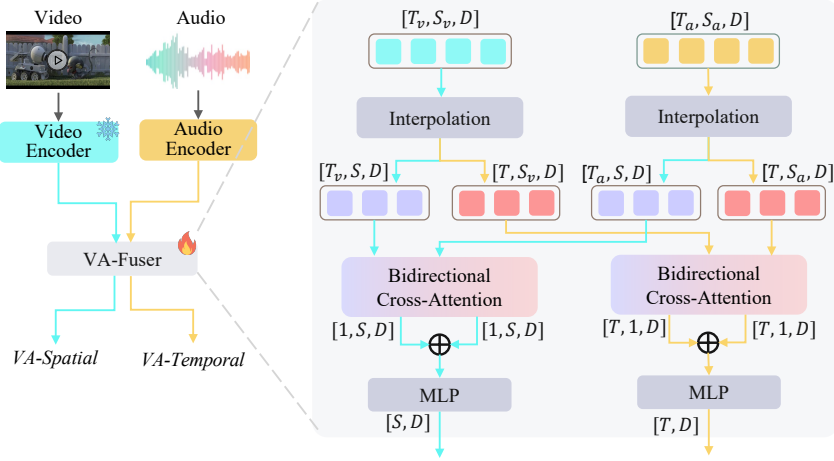 Video
Audio
Video
Encoder
Audio
Encoder
VA-Fuser
VA-Spatial
VA-Temporal
[T_v, S_v, D]
[T_a, S_a, D]
Interpolation
Interpolation
[T_v, S, D]
[T, S_v, D]
[T_a, S, D]
[T, S_a, D]
Bidirectional
Cross-Attention
Bidirectional
Cross-Attention
[1, S, D]
[1, S, D]
[T, 1, D]
[T, 1, D]
MLP
MLP
[S, D]
[T, D]